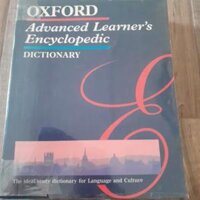 OXFORD
Advanced Learner's
Encyclopedic
DICTIONARY
E
The ideal study dictionary for Language and Culture